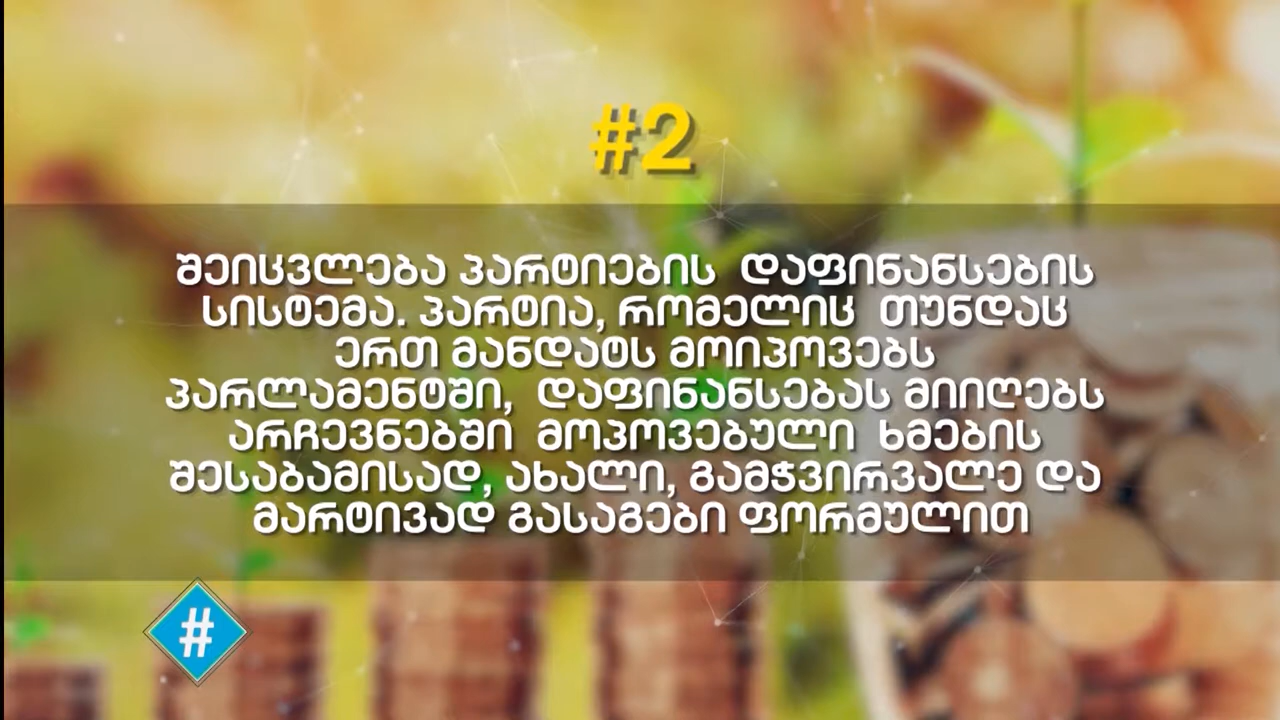 #2
შეიცვლება პარტიების დაფინანსების
სისტემა. პარტია, რომელიც თუნდაც
ერთ მანდატს მოიპოვებს
პარლამენტში, დაფინანსებას მიიღებს
არჩევნებში მოპოვებული ხმების
შესაბამისად, ახალი, გამჭვირვალე და
მარტივად გასაგები ფორმულით
#